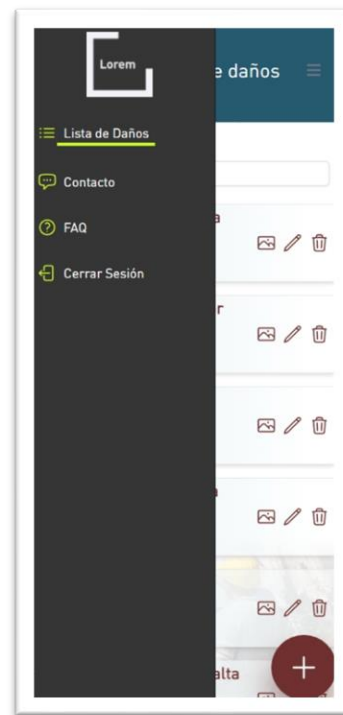 Lorem
e daños
Lista de Daños
Contacto
FAQ
Cerrar Sesión
a
r
a
alta